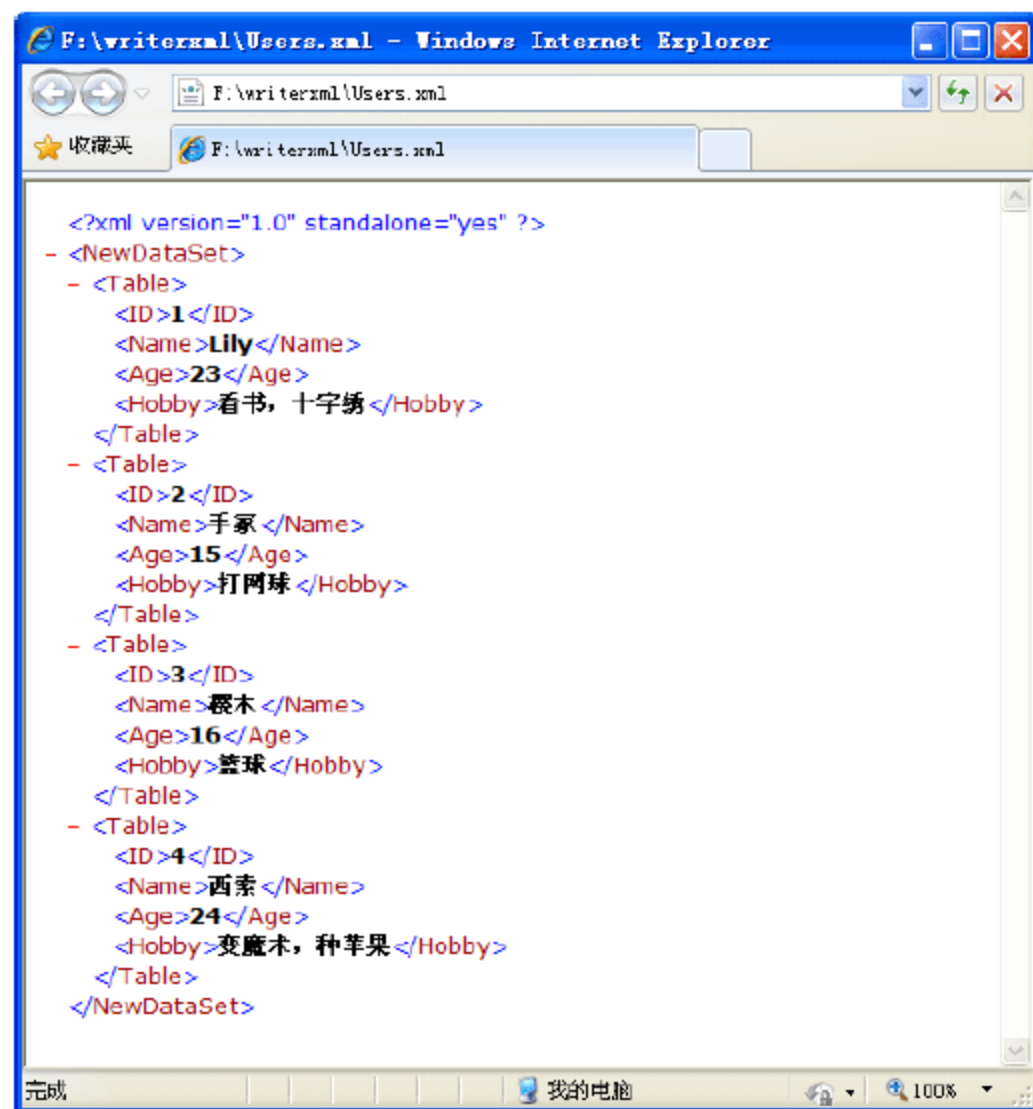 F:\writerxml\Users.xml - Windows Internet Explorer
F:\writerxml\Users.xml
收藏夹 F:\writerxml\Users.xml
<?xml version="1.0" standalone="yes" ?>
- <NewDataSet>
- <Table>
<ID>1</ID>
<Name>Lily</Name>
<Age>23</Age>
<Hobby>看书，十字绣</Hobby>
</Table>
- <Table>
<ID>2</ID>
<Name>手冢</Name>
<Age>15</Age>
<Hobby>打网球</Hobby>
</Table>
- <Table>
<ID>3</ID>
<Name>樱木</Name>
<Age>16</Age>
<Hobby>篮球</Hobby>
</Table>
- <Table>
<ID>4</ID>
<Name>西索</Name>
<Age>24</Age>
<Hobby>变魔术，种苹果</Hobby>
</Table>
</NewDataSet>
完成 我的电脑 100%